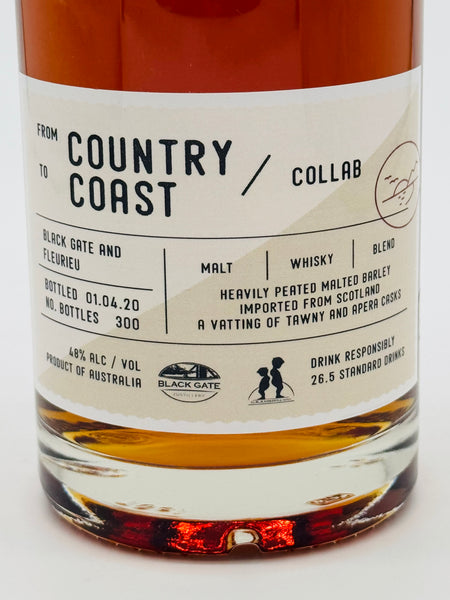 FROM COUNTRY
TO COAST
/ COLLAB
BLACK GATE AND
FLEURIEU
BOTTLED 01.04.20
NO. BOTTLES 300
MALT | WHISKY | BLEND
HEAVILY PEATED MALTED BARLEY
IMPORTED FROM SCOTLAND
A VATTING OF TAWNY AND APERA CASKS
48% ALC / VOL
PRODUCT OF AUSTRALIA
BLACK GATE
DISTILLERY
DRINK RESPONSIBLY
26.5 STANDARD DRINKS